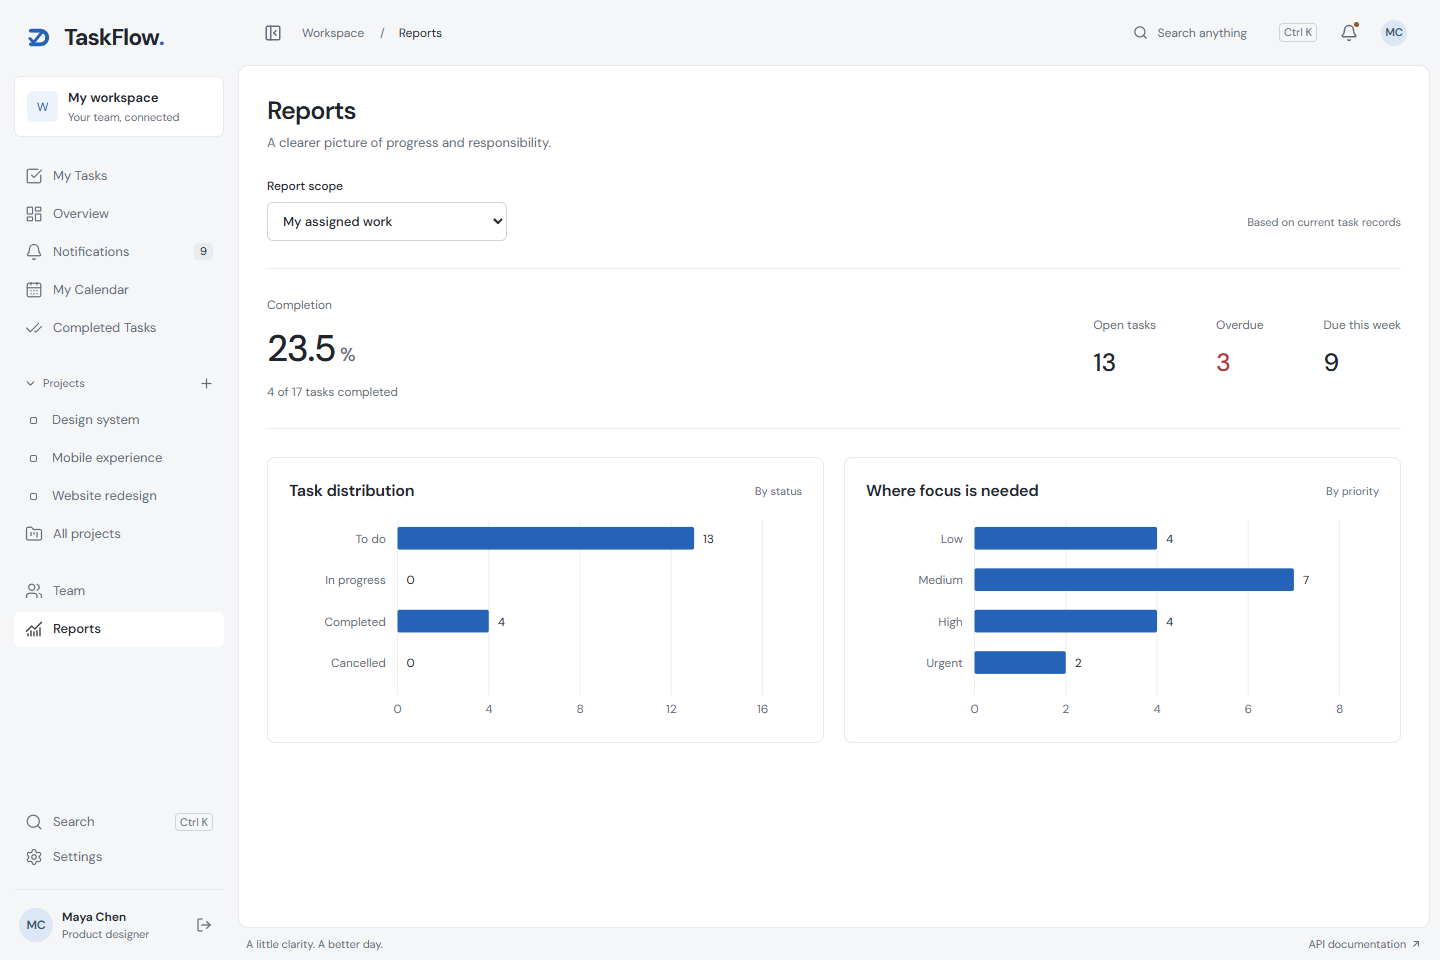 TaskFlow.
W
My workspace
Your team, connected
My Tasks
Overview
Notifications 9
My Calendar
Completed Tasks
Projects
Design system
Mobile experience
Website redesign
All projects
Team
Reports
Search Ctrl K
Settings
MC
Maya Chen
Product designer
Workspace / Reports
Search anything Ctrl K
MC
Reports
A clearer picture of progress and responsibility.
Report scope
My assigned work
Based on current task records
Completion
23.5 %
4 of 17 tasks completed
Open tasks
13
Overdue
3
Due this week
9
Task distribution By status
To do 13
In progress 0
Completed 4
Cancelled 0
0 4 8 12 16
Where focus is needed By priority
Low 4
Medium 7
High 4
Urgent 2
0 2 4 6 8
A little clarity. A better day.
API documentation